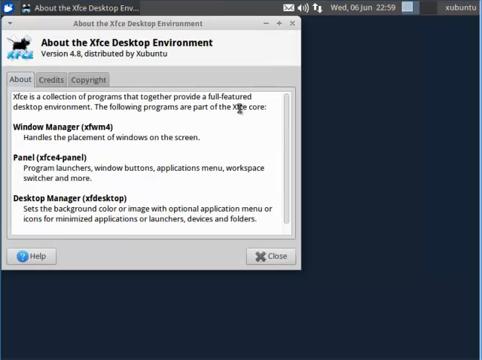 About the Xfce Desktop Env...
Wed, 06 Jun 22:59
xubuntu
About the Xfce Desktop Environment
XFCE
About the Xfce Desktop Environment
Version 4.8, distributed by Xubuntu
About
Credits
Copyright
Xfce is a collection of programs that together provide a full-featured
desktop environment. The following programs are part of the Xfce core:
Window Manager (xfwm4)
Handles the placement of windows on the screen.
Panel (xfce4-panel)
Program launchers, window buttons, applications menu, workspace
switcher and more.
Desktop Manager (xfdesktop)
Sets the background color or image with optional application menu or
icons for minimized applications or launchers, devices and folders.
Help
Close